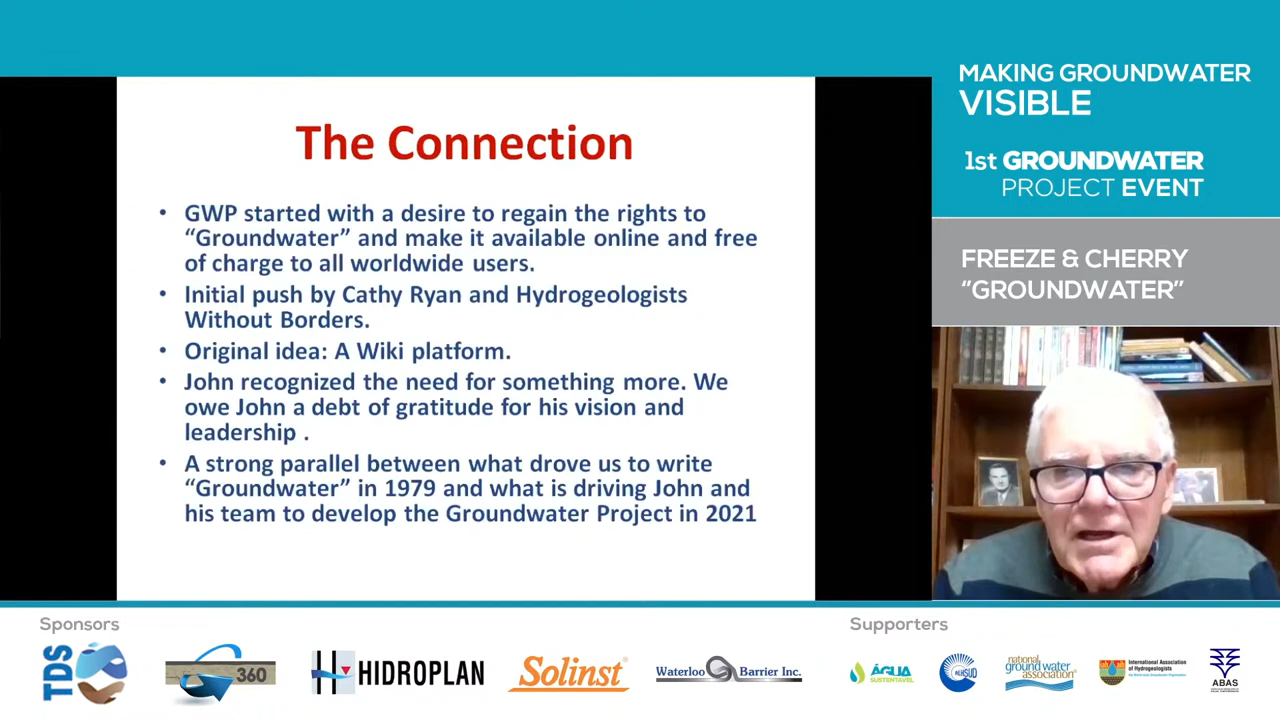 The Connection
• GWP started with a desire to regain the rights to
“Groundwater” and make it available online and free
of charge to all worldwide users.
• Initial push by Cathy Ryan and Hydrogeologists
Without Borders.
• Original idea: A Wiki platform.
• John recognized the need for something more. We
owe John a debt of gratitude for his vision and
leadership .
• A strong parallel between what drove us to write
“Groundwater” in 1979 and what is driving John and
his team to develop the Groundwater Project in 2021
MAKING GROUNDWATER
VISIBLE
1st GROUNDWATER
PROJECT EVENT
FREEZE & CHERRY
“GROUNDWATER”
Sponsors
TDS
360
HIDROPLAN
Solinst
Waterloo Barrier Inc.
Supporters
ÁGUA
SUSTENTAVEL
ALHSUD
national
ground water
association
International Association
of Hydrogeologists
ABAS